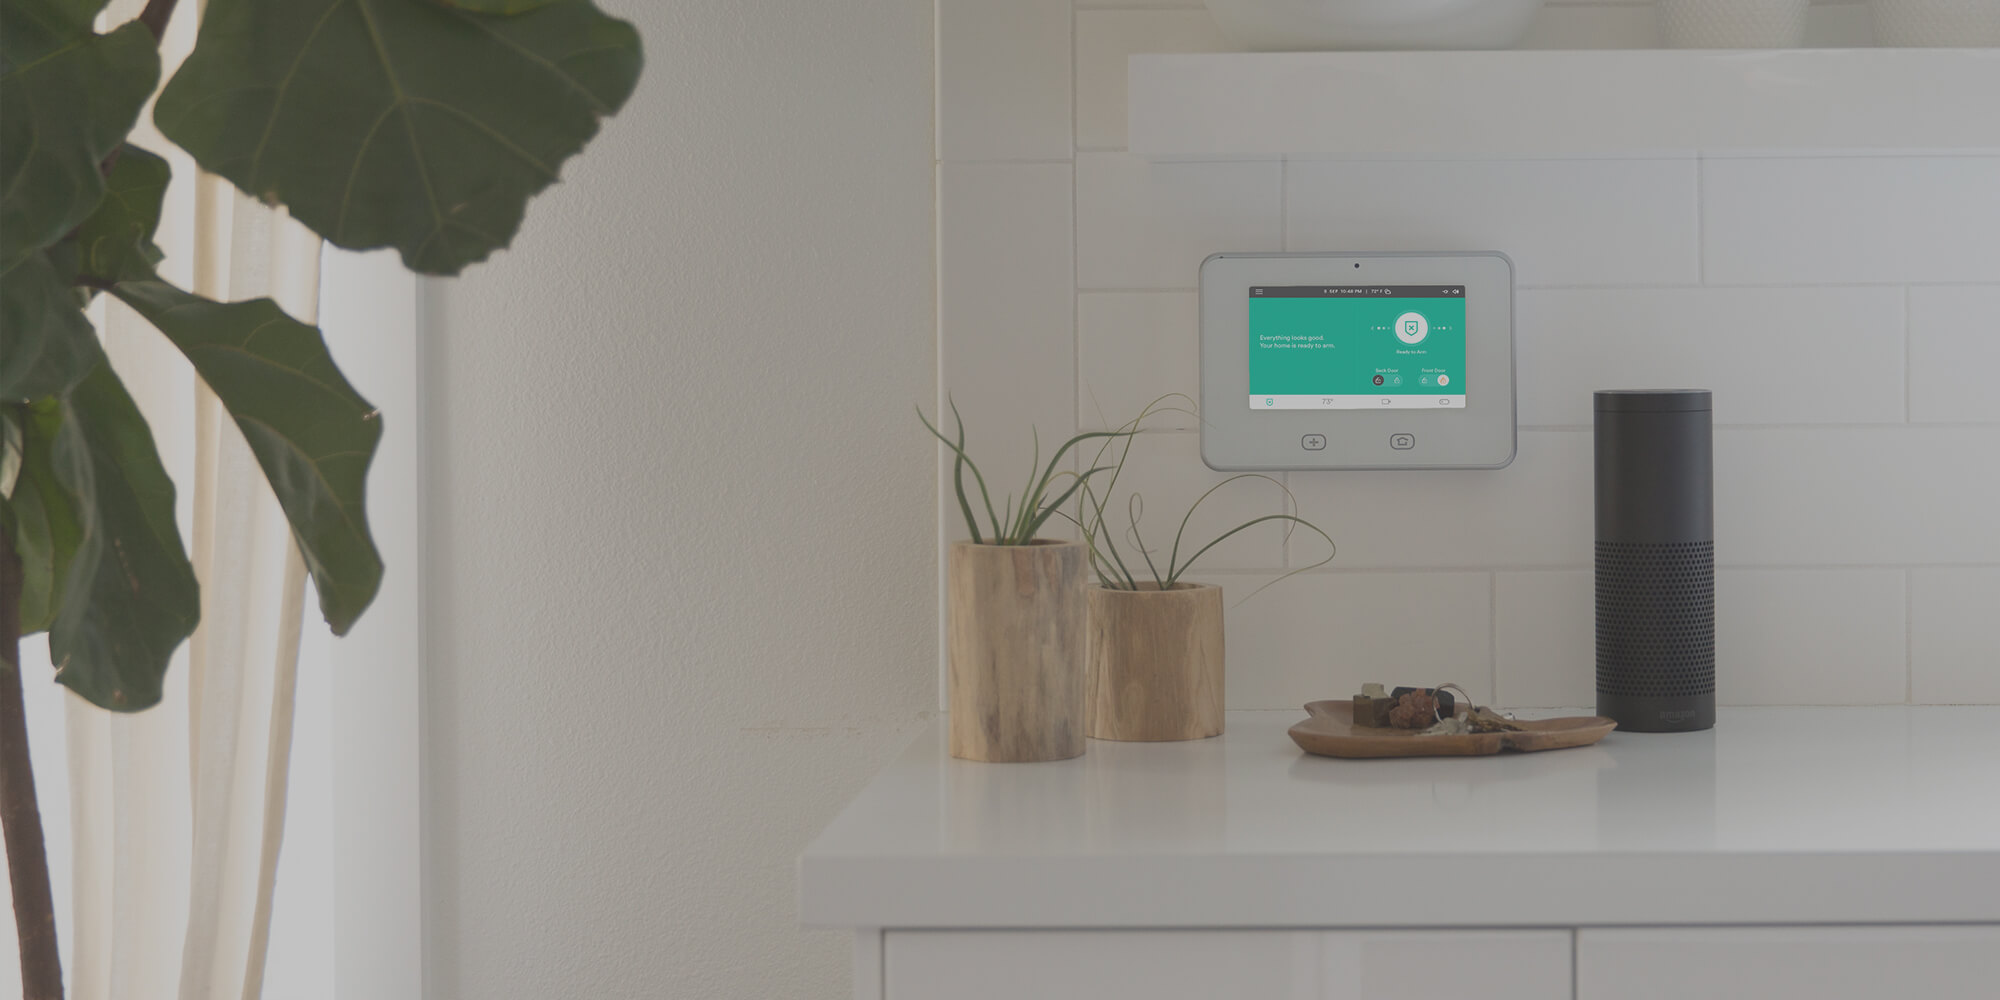 8 SEP 10:48 PM | 72° F
Everything looks good.
Your home is ready to arm.
Ready to Arm
Back Door
Front Door
73°
amazon